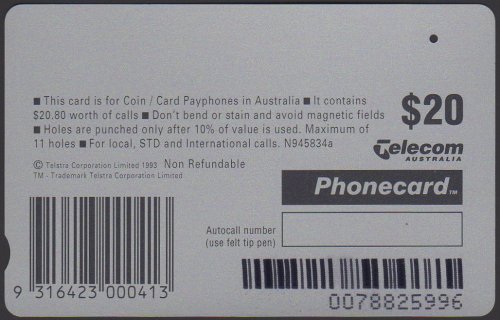 ■ This card is for Coin / Card Payphones in Australia ■ It contains
$20.80 worth of calls ■ Don't bend or stain and avoid magnetic fields
■ Holes are punched only after 10% of value is used. Maximum of
11 holes ■ For local, STD and International calls. N945834a
$20
Telecom
AUSTRALIA
© Telstra Corporation Limited 1993 Non Refundable
TM - Trademark Telstra Corporation Limited
Phonecard™
Autocall number
(use felt tip pen)
9 316423 000413
0078825996